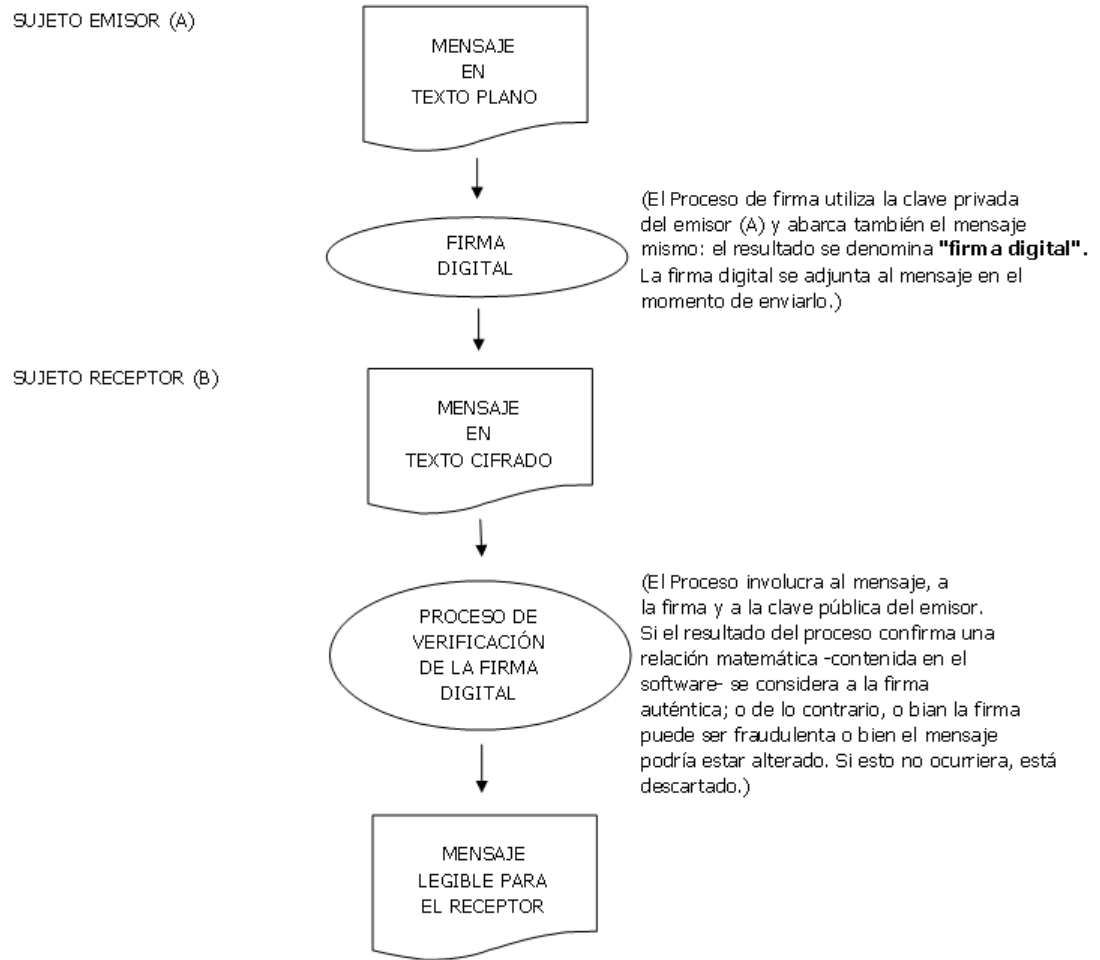 SUJETO EMISOR (A)
MENSAJE
EN
TEXTO PLANO
FIRMA
DIGITAL
(El Proceso de firma utiliza la clave privada
del emisor (A) y abarca también el mensaje
mismo: el resultado se denomina "firma digital".
La firma digital se adjunta al mensaje en el
momento de enviarlo.)
SUJETO RECEPTOR (B)
MENSAJE
EN
TEXTO CIFRADO
PROCESO DE
VERIFICACIÓN
DE LA FIRMA
DIGITAL
(El Proceso involucra al mensaje, a
la firma y a la clave pública del emisor.
Si el resultado del proceso confirma una
relación matemática -contenida en el
software- se considera a la firma
auténtica; o de lo contrario, o bian la firma
puede ser fraudulenta o bien el mensaje
podría estar alterado. Si esto no ocurriera, está
descartado.)
MENSAJE
LEGIBLE PARA
EL RECEPTOR